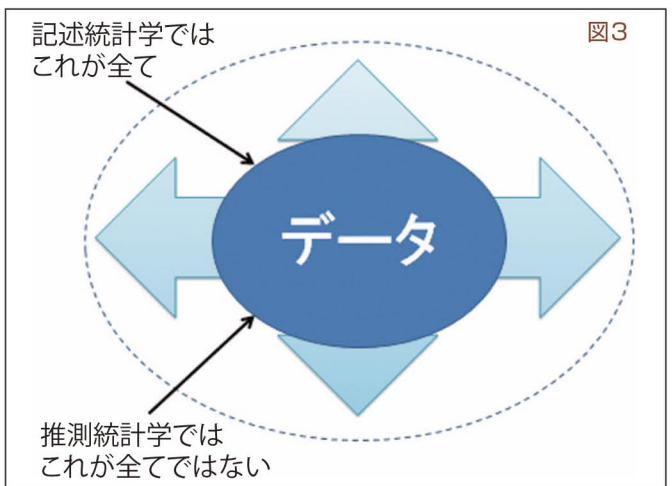 記述統計学では
これが全て
図3
データ
推測統計学では
これが全てではない